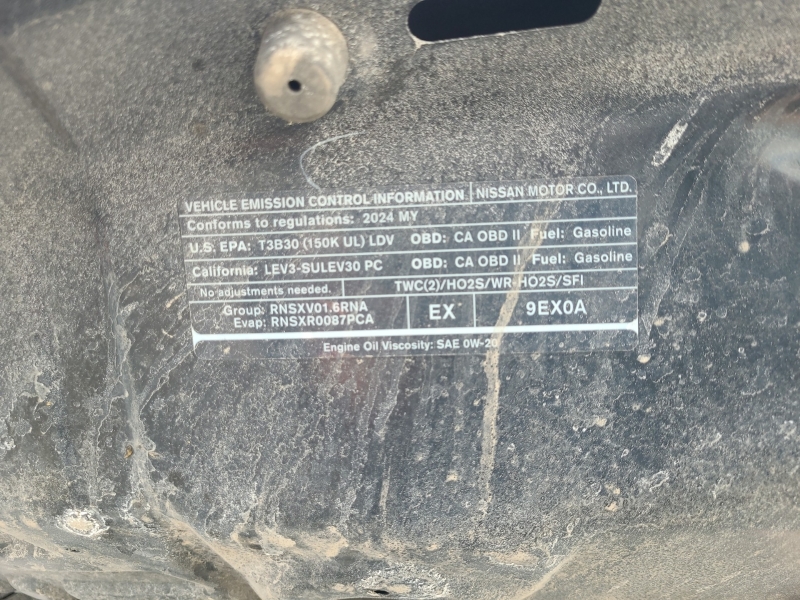 VEHICLE EMISSION CONTROL INFORMATION NISSAN MOTOR CO., LTD.
Conforms to regulations: 2024 MY
U.S. EPA: T3B30 (150K UL) LDV OBD: CA OBD II Fuel: Gasoline
California: LEV3-SULEV30 PC OBD: CA OBD II Fuel: Gasoline
No adjustments needed. TWC(2)/HO2S/WR-HO2S/SFI
Group: RNSXV01.6RNA
Evap: RNSXR0087PCA
EX 9EX0A
Engine Oil Viscosity: SAE 0W-20